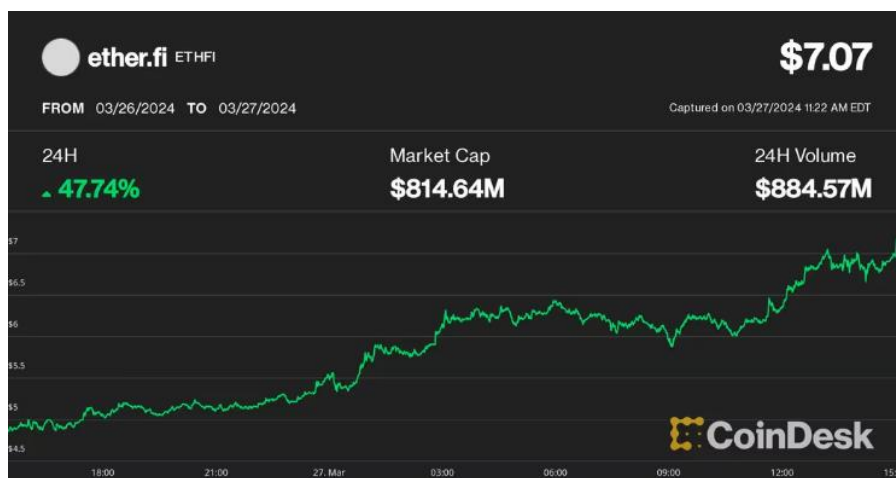 ether.fi ETHFI
$7.07
FROM 03/26/2024 TO 03/27/2024
Captured on 03/27/2024 11:22 AM EDT
24H
47.74%
Market Cap
$814.64M
24H Volume
$884.57M
$7
$6.5
$6
$5.5
$5
$4.5
CoinDesk
18:00 21:00 27. Mar 03:00 06:00 09:00 12:00 15: